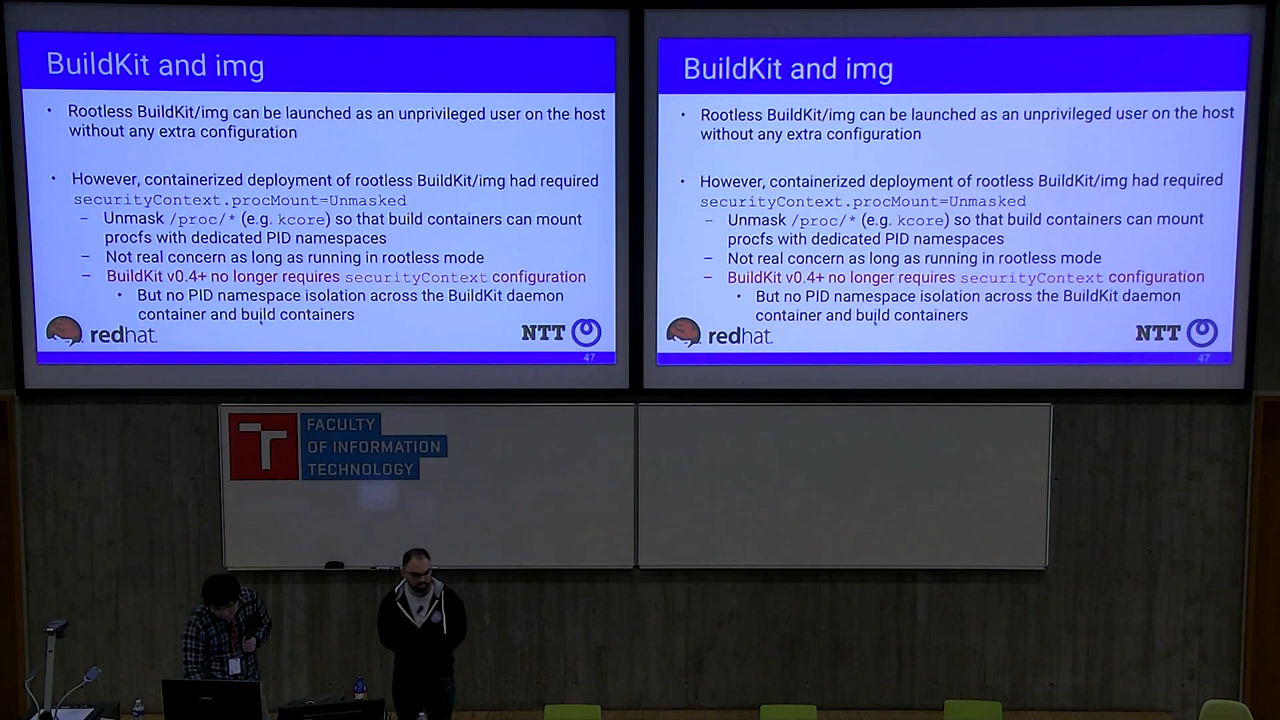 BuildKit and img
• Rootless BuildKit/img can be launched as an unprivileged user on the host
without any extra configuration
• However, containerized deployment of rootless BuildKit/img had required
securityContext.procMount=Unmasked
– Unmask /proc/* (e.g. kcore) so that build containers can mount
procfs with dedicated PID namespaces
– Not real concern as long as running in rootless mode
– BuildKit v0.4+ no longer requires securityContext configuration
• But no PID namespace isolation across the BuildKit daemon
container and build containers
redhat.
NTT
47
BuildKit and img
• Rootless BuildKit/img can be launched as an unprivileged user on the host
without any extra configuration
• However, containerized deployment of rootless BuildKit/img had required
securityContext.procMount=Unmasked
– Unmask /proc/* (e.g. kcore) so that build containers can mount
procfs with dedicated PID namespaces
– Not real concern as long as running in rootless mode
– BuildKit v0.4+ no longer requires securityContext configuration
• But no PID namespace isolation across the BuildKit daemon
container and build containers
redhat.
NTT
47
FACULTY
OF INFORMATION
TECHNOLOGY